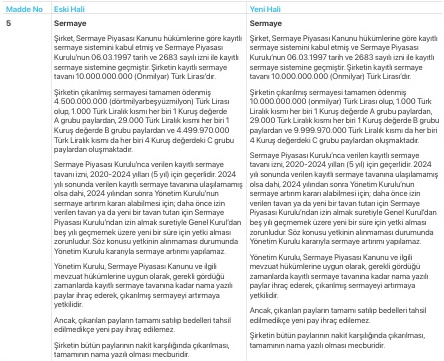 Madde No
Eski Hali
Yeni Hali
5
Sermaye
Şirket, Sermaye Piyasası Kanunu hükümlerine göre kayıtlı
sermaye sistemini kabul etmiş ve Sermaye Piyasası
Kurulu'nun 06.03.1997 tarih ve 2683 sayılı izni ile kayıtlı
sermaye sistemine geçmiştir. Şirketin kayıtlı sermaye
tavanı 10.000.000.000 (Onmilyar) Türk Lirası'dır.
Şirketin çıkarılmış sermayesi tamamen ödenmiş
4.500.000.000 (dörtmilyarbeşyüzmilyon) Türk Lirası
olup, 1.000 Türk Liralık kısmı her biri 1 Kuruş değerde
A grubu paylardan, 29.000 Türk Liralık kısmı her biri 1
Kuruş değerde B grubu paylardan ve 4.499.970.000
Türk Liralık kısmı da her biri 4 Kuruş değerdeki C grubu
paylardan oluşmaktadır.
Sermaye Piyasası Kurulu'nca verilen kayıtlı sermaye
tavanı izni, 2020-2024 yılları (5 yıl) için geçerlidir. 2024
yılı sonunda verilen kayıtlı sermaye tavanına ulaşılamamış
olsa dahi, 2024 yılından sonra Yönetim Kurulu'nun
sermaye artırım kararı alabilmesi için; daha önce izin
verilen tavan ya da yeni bir tavan tutarı için Sermaye
Piyasası Kurulu'ndan izin almak suretiyle Genel Kurul'dan
beş yılı geçmemek üzere yeni bir süre için yetki alması
zorunludur. Söz konusu yetkinin alınmaması durumunda
Yönetim Kurulu kararıyla sermaye artırımı yapılamaz.
Yönetim Kurulu, Sermaye Piyasası Kanunu ve ilgili
mevzuat hükümlerine uygun olarak, gerekli gördüğü
zamanlarda kayıtlı sermaye tavanına kadar nama yazılı
paylar ihraç ederek, çıkarılmış sermayeyi artırmaya
yetkilidir.
Ancak, çıkarılan payların tamamı satılıp bedelleri tahsil
edilmedikçe yeni pay ihraç edilemez.
Şirketin bütün paylarının nakit karşılığında çıkarılması,
tamamının nama yazılı olması mecburidir.
Sermaye
Şirket, Sermaye Piyasası Kanunu hükümlerine göre kayıtlı
sermaye sistemini kabul etmiş ve Sermaye Piyasası
Kurulu'nun 06.03.1997 tarih ve 2683 sayılı izni ile kayıtlı
sermaye sistemine geçmiştir. Şirketin kayıtlı sermaye
tavanı 10.000.000.000 (Onmilyar) Türk Lirası'dır.
Şirketin çıkarılmış sermayesi tamamen ödenmiş
10.000.000.000 (onmilyar) Türk Lirası olup, 1.000 Türk
Liralık kısmı her biri 1 Kuruş değerde A grubu paylardan,
29.000 Türk Liralık kısmı her biri 1 Kuruş değerde B grubu
paylardan ve 9.999.970.000 Türk Liralık kısmı da her biri
4 Kuruş değerdeki C grubu paylardan oluşmaktadır.
Sermaye Piyasası Kurulu'nca verilen kayıtlı sermaye
tavanı izni, 2020-2024 yılları (5 yıl) için geçerlidir. 2024
yılı sonunda verilen kayıtlı sermaye tavanına ulaşılamamış
olsa dahi, 2024 yılından sonra Yönetim Kurulu'nun
sermaye artırım kararı alabilmesi için; daha önce izin
verilen tavan ya da yeni bir tavan tutarı için Sermaye
Piyasası Kurulu'ndan izin almak suretiyle Genel Kurul'dan
beş yılı geçmemek üzere yeni bir süre için yetki alması
zorunludur. Söz konusu yetkinin alınmaması durumunda
Yönetim Kurulu kararıyla sermaye artırımı yapılamaz.
Yönetim Kurulu, Sermaye Piyasası Kanunu ve ilgili
mevzuat hükümlerine uygun olarak, gerekli gördüğü
zamanlarda kayıtlı sermaye tavanına kadar nama yazılı
paylar ihraç ederek, çıkarılmış sermayeyi artırmaya
yetkilidir.
Ancak, çıkarılan payların tamamı satılıp bedelleri tahsil
edilmedikçe yeni pay ihraç edilemez.
Şirketin bütün paylarının nakit karşılığında çıkarılması,
tamamının nama yazılı olması mecburidir.